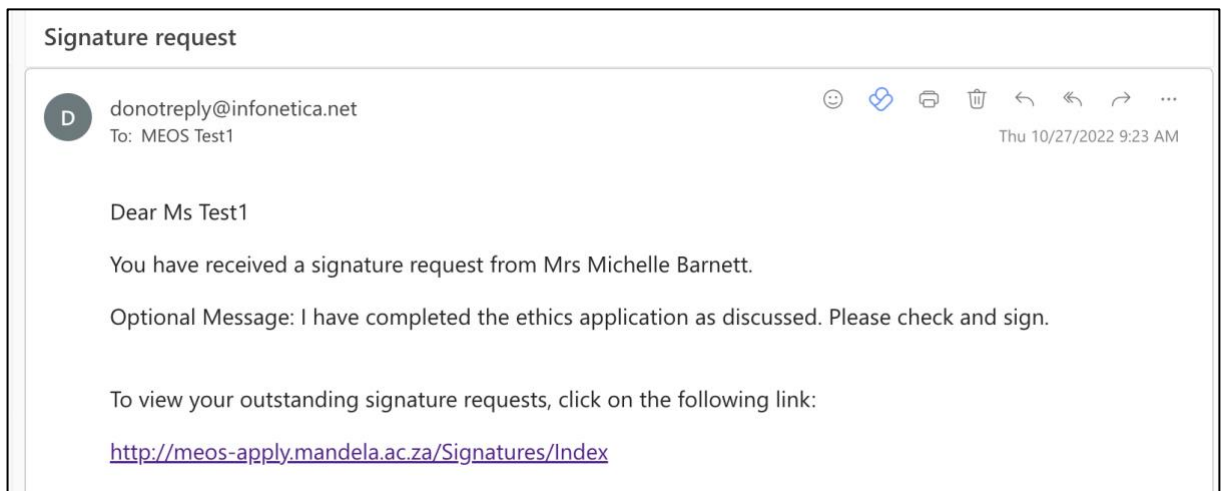 Signature request
D
donotreply@infonetica.net
To: MEOS Test1
Thu 10/27/2022 9:23 AM
Dear Ms Test1
You have received a signature request from Mrs Michelle Barnett.
Optional Message: I have completed the ethics application as discussed. Please check and sign.
To view your outstanding signature requests, click on the following link:
http://meos-apply.mandela.ac.za/Signatures/Index